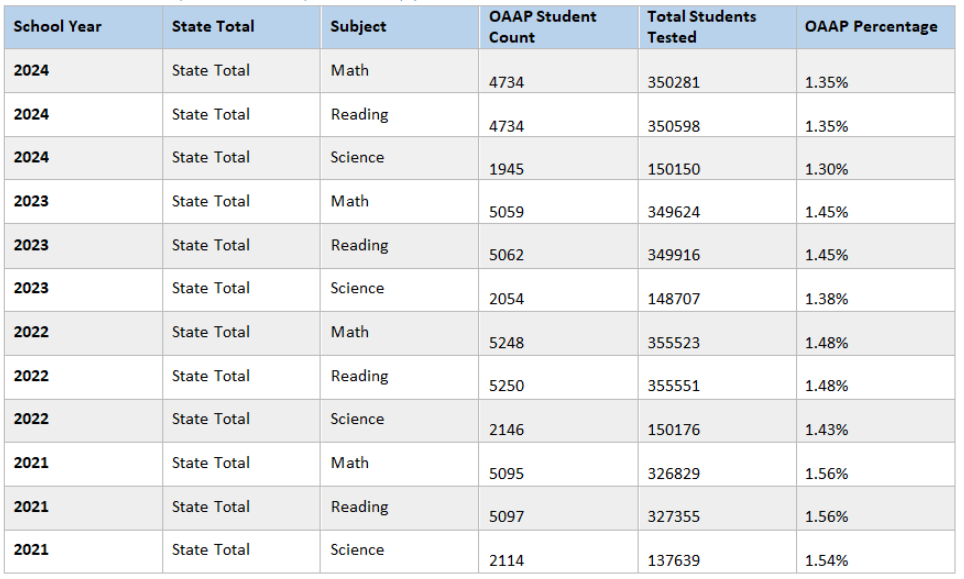 School Year State Total Subject OAAP Student Count Total Students Tested OAAP Percentage
2024 State Total Math 4734 350281 1.35%
2024 State Total Reading 4734 350598 1.35%
2024 State Total Science 1945 150150 1.30%
2023 State Total Math 5059 349624 1.45%
2023 State Total Reading 5062 349916 1.45%
2023 State Total Science 2054 148707 1.38%
2022 State Total Math 5248 355523 1.48%
2022 State Total Reading 5250 355551 1.48%
2022 State Total Science 2146 150176 1.43%
2021 State Total Math 5095 326829 1.56%
2021 State Total Reading 5097 327355 1.56%
2021 State Total Science 2114 137639 1.54%